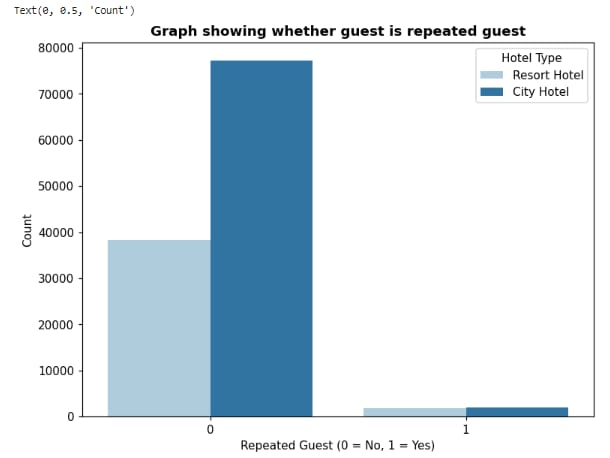 Text(0, 0.5, 'Count')
Graph showing whether guest is repeated guest
Hotel Type
Resort Hotel
City Hotel
80000
70000
60000
50000
40000
30000
20000
10000
0
Count
0
1
Repeated Guest (0 = No, 1 = Yes)